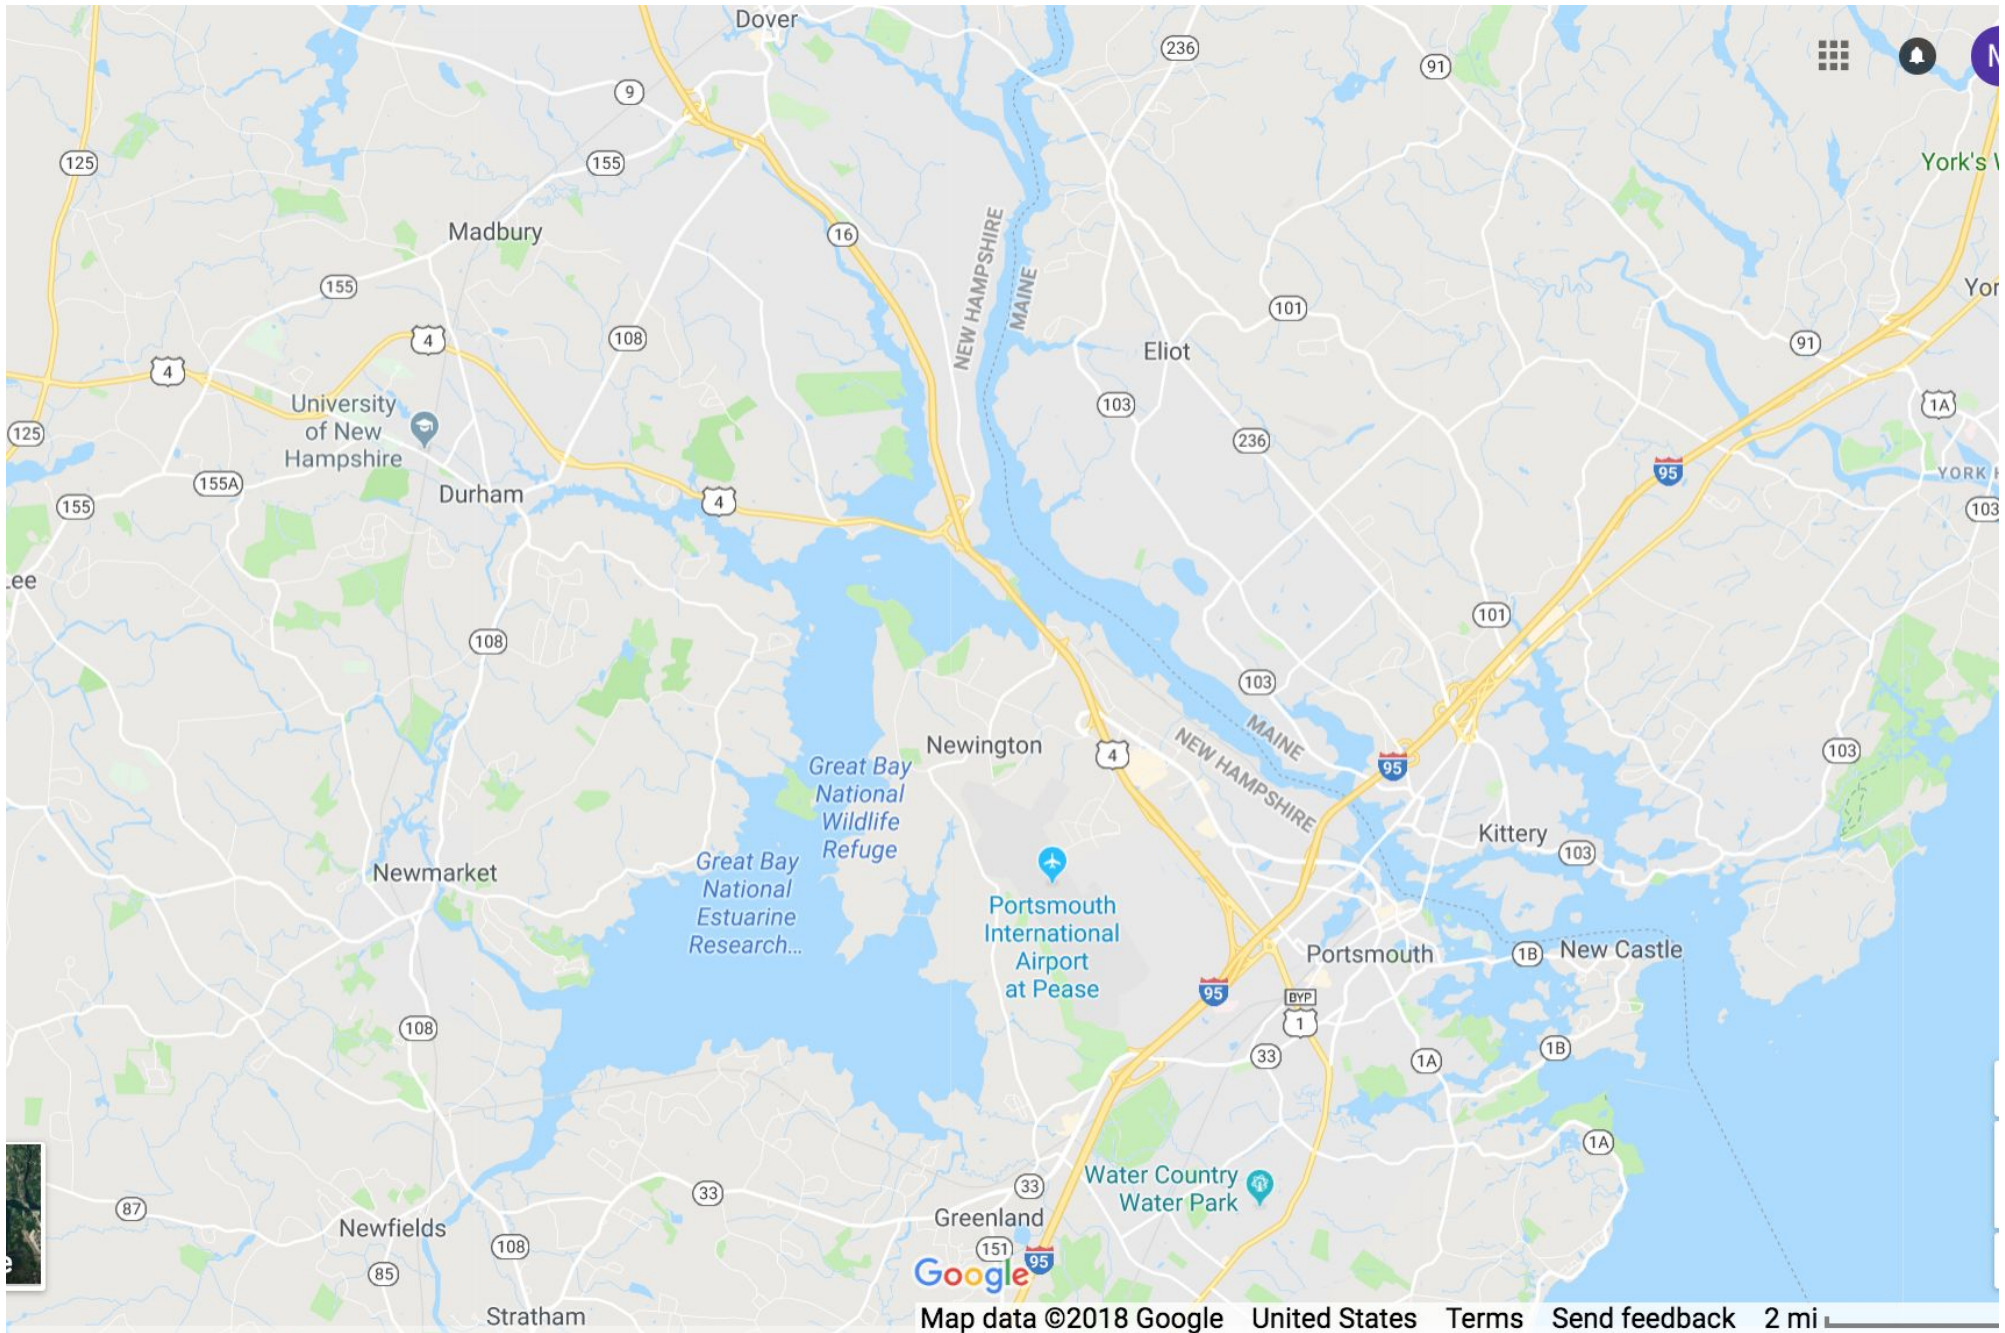 Dover
236
91
9
125
155
York's
Madbury
16
NEW HAMPSHIRE
MAINE
155
4
108
101
Eliot
91
4
University
of New
Hampshire
103
1A
125
236
95
YORK
155A
Durham
4
155
103
101
108
103
Newington
4
MAINE
NEW HAMPSHIRE
95
103
Great Bay
National
Wildlife
Refuge
Kittery
103
Great Bay
National
Estuarine
Research...
Newmarket
Portsmouth
International
Airport
at Pease
Portsmouth
1B
New Castle
95
BYP
1
108
33
1A
1B
1A
Water Country
Water Park
33
33
87
Greenland
Newfields
108
151
95
85
Google
Stratham
Map data ©2018 Google United States Terms Send feedback 2 mi